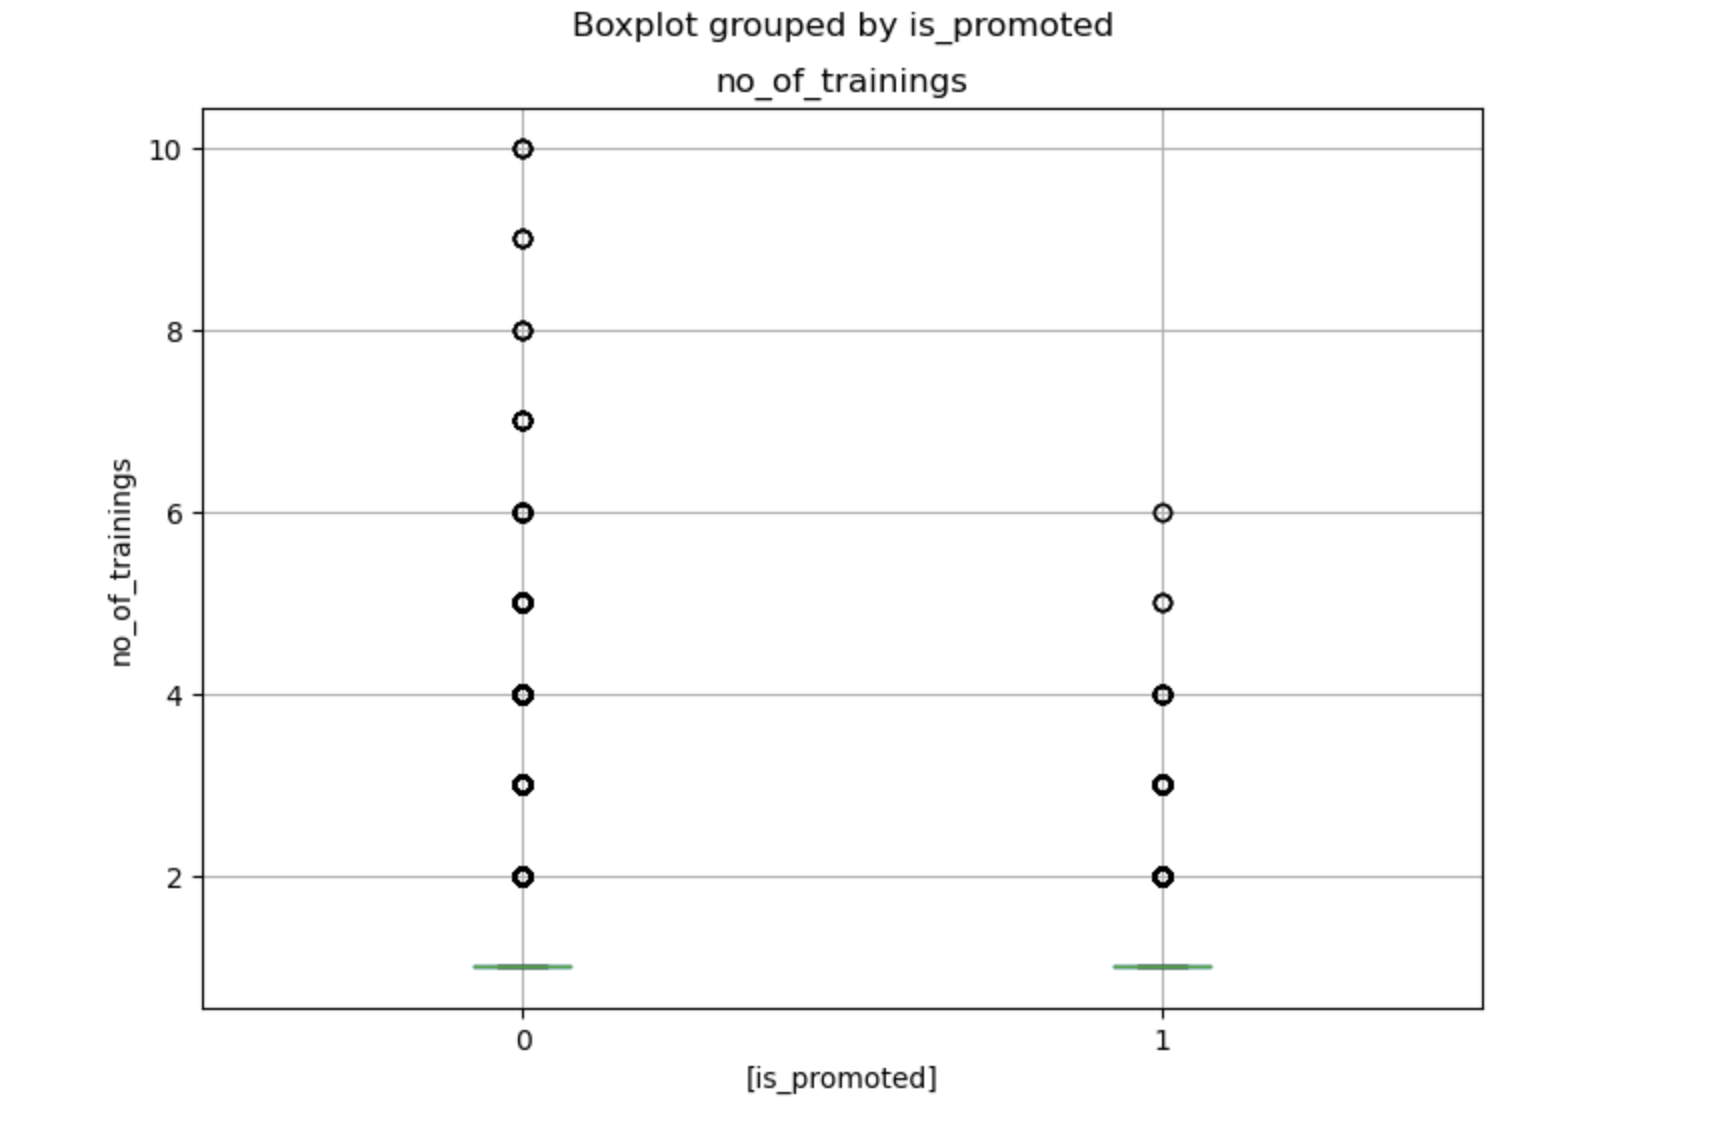 Boxplot grouped by is_promoted
no_of_trainings
10
8
6
4
2
no_of_trainings
0 1
[is_promoted]